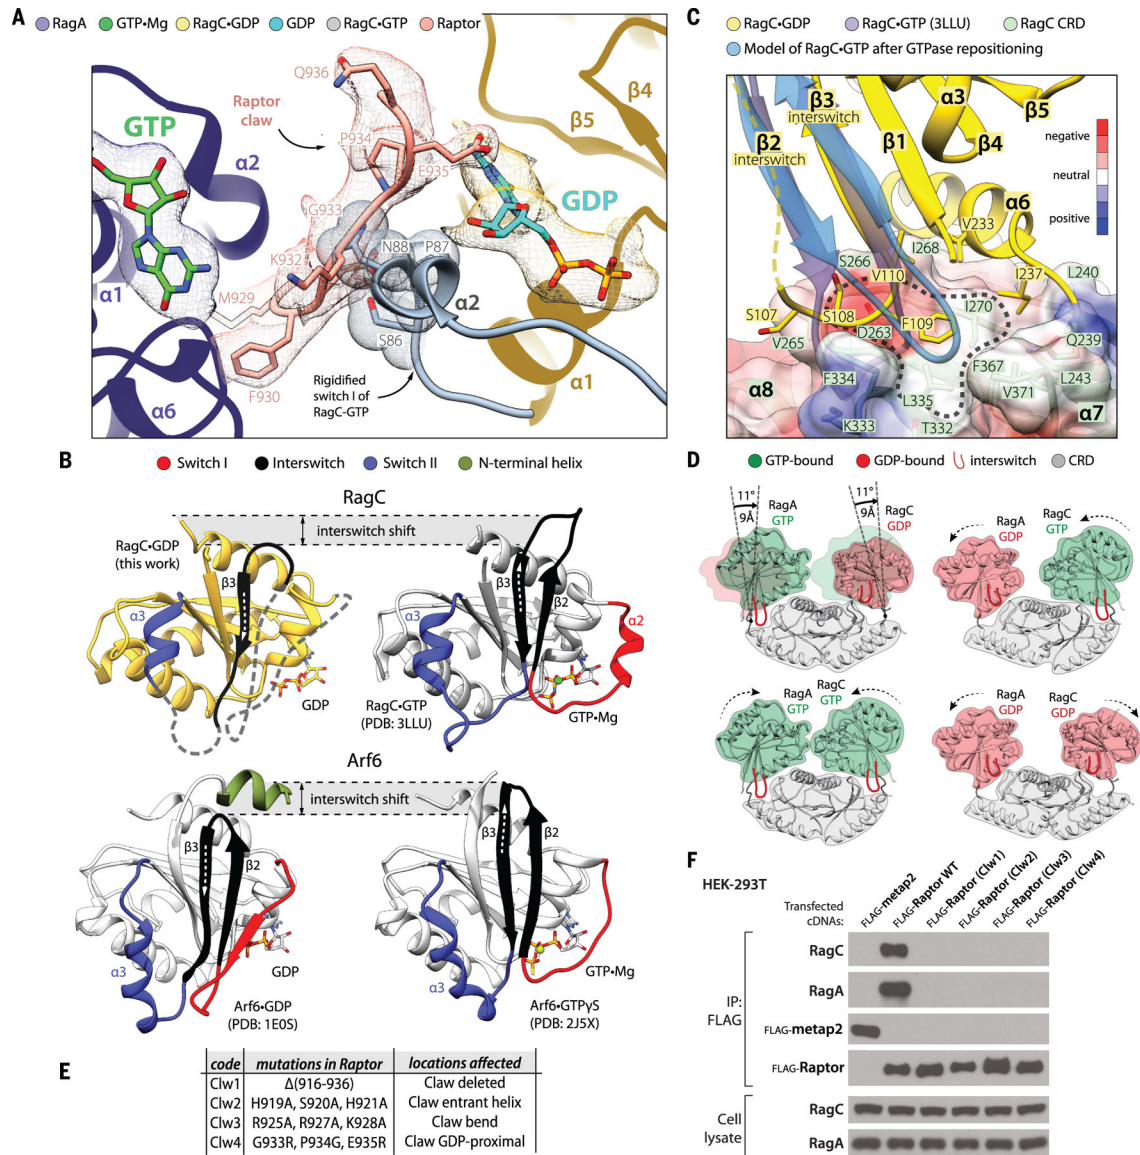 A
RagA GTP•Mg RagC•GDP GDP RagC•GTP Raptor
Q936
Raptor
claw
GTP
α2
P934
E935
β5
β4
GDP
G933
N88
P87
K932
α1
M929
α2
S86
F930
Rigidified
switch I of
RagC-GTP
α6
α1
B
Switch I Interswitch Switch II N-terminal helix
RagC
interswitch shift
RagC•GDP
(this work)
β3
α3
GDP
β3
β2
α3
α2
RagC•GTP
(PDB: 3LLU)
GTP•Mg
Arf6
interswitch shift
β3
β2
α3
GDP
Arf6•GDP
(PDB: 1E0S)
β3
β2
α3
GTP•Mg
Arf6•GTPγS
(PDB: 2J5X)
E
code mutations in Raptor locations affected
Clw1 Δ(916-936) Claw deleted
Clw2 H919A, S920A, H921A Claw entrant helix
Clw3 R925A, R927A, K928A Claw bend
Clw4 G933R, P934G, E935R Claw GDP-proximal
C
RagC•GDP RagC•GTP (3LLU) RagC CRD
Model of RagC•GTP after GTPase repositioning
β3
interswitch
β2
interswitch
β1
α3
β4
β5
α6
negative
neutral
positive
V233
I268
S266
V110
I237
L240
I270
S107
S108
D263
F109
V265
Q239
F334
F367
L243
α8
L335
V371
K333
T332
α7
D
GTP-bound GDP-bound interswitch CRD
11°
9Å
RagA
GTP
11°
9Å
RagC
GDP
RagA
GDP
RagC
GTP
RagA
GTP
RagC
GTP
RagA
GDP
RagC
GDP
F
HEK-293T
Transfected
cDNAs:
FLAG-metap2
FLAG-Raptor WT
FLAG-Raptor (Clw1)
FLAG-Raptor (Clw2)
FLAG-Raptor (Clw3)
FLAG-Raptor (Clw4)
IP:
FLAG
RagC
RagA
FLAG-metap2
FLAG-Raptor
Cell
lysate
RagC
RagA